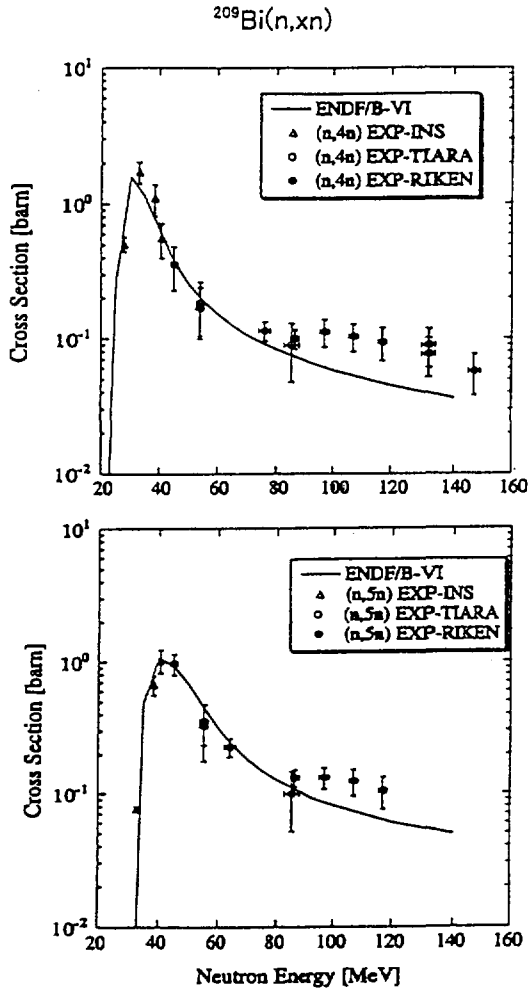 ²⁰⁹Bi(n,xn)
Cross Section [barn]
10¹
10⁰
10⁻¹
10⁻²
ENDF/B-VI
(n,4n) EXP-INS
(n,4n) EXP-TIARA
(n,4n) EXP-RIKEN
20 40 60 80 100 120 140 160
Cross Section [barn]
10¹
10⁰
10⁻¹
10⁻²
ENDF/B-VI
(n,5n) EXP-INS
(n,5n) EXP-TIARA
(n,5n) EXP-RIKEN
20 40 60 80 100 120 140 160
Neutron Energy [MeV]